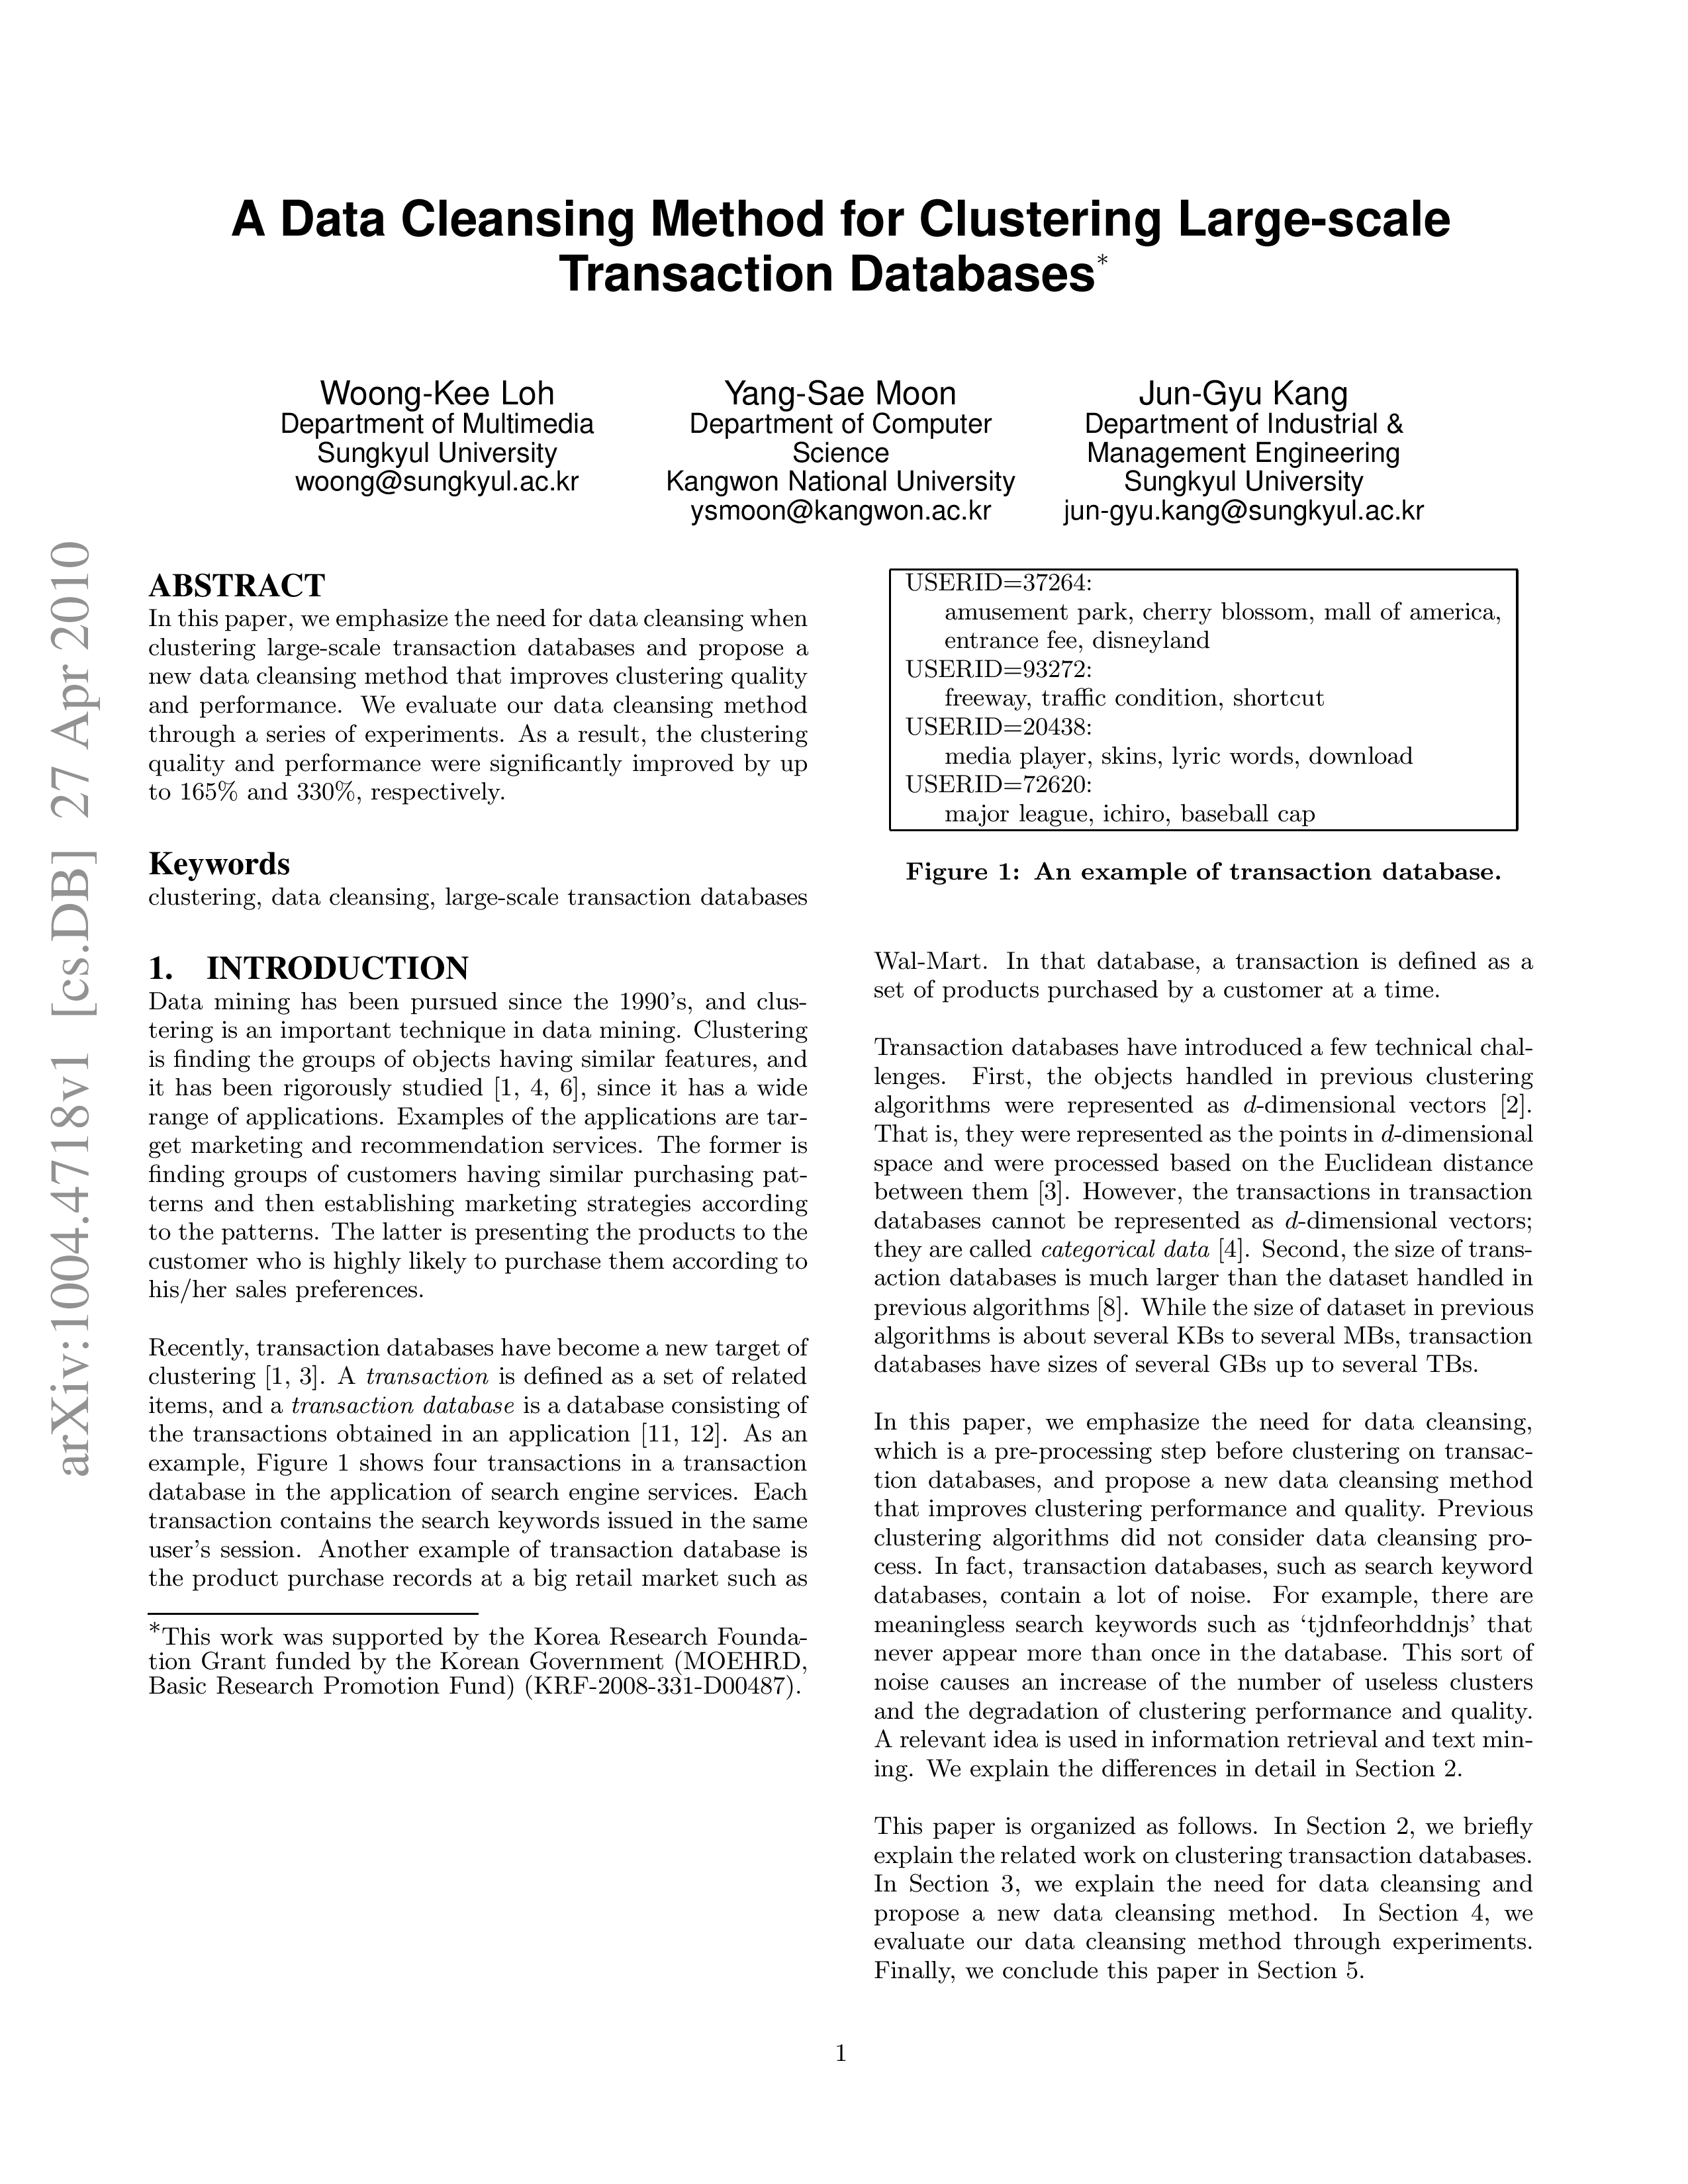 A Data Cleansing Method for Clustering Large-scale
Transaction Databases*
Woong-Kee Loh
Department of Multimedia
Sungkyul University
woong@sungkyul.ac.kr
Yang-Sae Moon
Department of Computer
Science
Kangwon National University
ysmoon@kangwon.ac.kr
Jun-Gyu Kang
Department of Industrial &
Management Engineering
Sungkyul University
jun-gyu.kang@sungkyul.ac.kr
arXiv:1004.4718v1 [cs.DB] 27 Apr 2010
ABSTRACT
In this paper, we emphasize the need for data cleansing when
clustering large-scale transaction databases and propose a
new data cleansing method that improves clustering quality
and performance. We evaluate our data cleansing method
through a series of experiments. As a result, the clustering
quality and performance were significantly improved by up
to 165% and 330%, respectively.
Keywords
clustering, data cleansing, large-scale transaction databases
1. INTRODUCTION
Data mining has been pursued since the 1990's, and clus-
tering is an important technique in data mining. Clustering
is finding the groups of objects having similar features, and
it has been rigorously studied [1, 4, 6], since it has a wide
range of applications. Examples of the applications are tar-
get marketing and recommendation services. The former is
finding groups of customers having similar purchasing pat-
terns and then establishing marketing strategies according
to the patterns. The latter is presenting the products to the
customer who is highly likely to purchase them according to
his/her sales preferences.
Recently, transaction databases have become a new target of
clustering [1, 3]. A transaction is defined as a set of related
items, and a transaction database is a database consisting of
the transactions obtained in an application [11, 12]. As an
example, Figure 1 shows four transactions in a transaction
database in the application of search engine services. Each
transaction contains the search keywords issued in the same
user's session. Another example of transaction database is
the product purchase records at a big retail market such as
*This work was supported by the Korea Research Founda-
tion Grant funded by the Korean Government (MOEHRD,
Basic Research Promotion Fund) (KRF-2008-331-D00487).
USERID=37264:
amusement park, cherry blossom, mall of america,
entrance fee, disneyland
USERID=93272:
freeway, traffic condition, shortcut
USERID=20438:
media player, skins, lyric words, download
USERID=72620:
major league, ichiro, baseball cap
Figure 1: An example of transaction database.
Wal-Mart. In that database, a transaction is defined as a
set of products purchased by a customer at a time.
Transaction databases have introduced a few technical chal-
lenges. First, the objects handled in previous clustering
algorithms were represented as d-dimensional vectors [2].
That is, they were represented as the points in d-dimensional
space and were processed based on the Euclidean distance
between them [3]. However, the transactions in transaction
databases cannot be represented as d-dimensional vectors;
they are called categorical data [4]. Second, the size of trans-
action databases is much larger than the dataset handled in
previous algorithms [8]. While the size of dataset in previous
algorithms is about several KBs to several MBs, transaction
databases have sizes of several GBs up to several TBs.
In this paper, we emphasize the need for data cleansing,
which is a pre-processing step before clustering on transac-
tion databases, and propose a new data cleansing method
that improves clustering performance and quality. Previous
clustering algorithms did not consider data cleansing pro-
cess. In fact, transaction databases, such as search keyword
databases, contain a lot of noise. For example, there are
meaningless search keywords such as ‘tjdnfeorhddnjs’ that
never appear more than once in the database. This sort of
noise causes an increase of the number of useless clusters
and the degradation of clustering performance and quality.
A relevant idea is used in information retrieval and text min-
ing. We explain the differences in detail in Section 2.
This paper is organized as follows. In Section 2, we briefly
explain the related work on clustering transaction databases.
In Section 3, we explain the need for data cleansing and
propose a new data cleansing method. In Section 4, we
evaluate our data cleansing method through experiments.
Finally, we conclude this paper in Section 5.
1